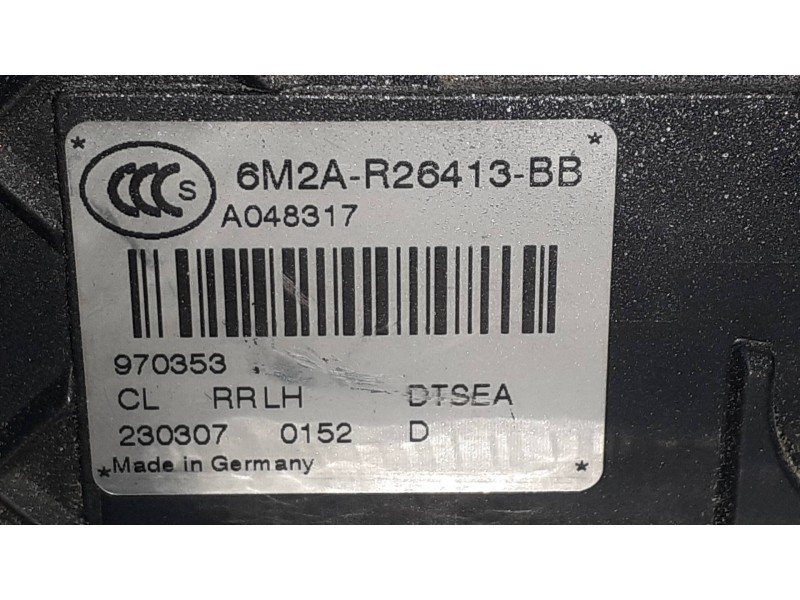 CCC S 6M2A-R26413-BB
A048317
970353
CL RR LH DTSEA
230307 0152 D
*Made in Germany *